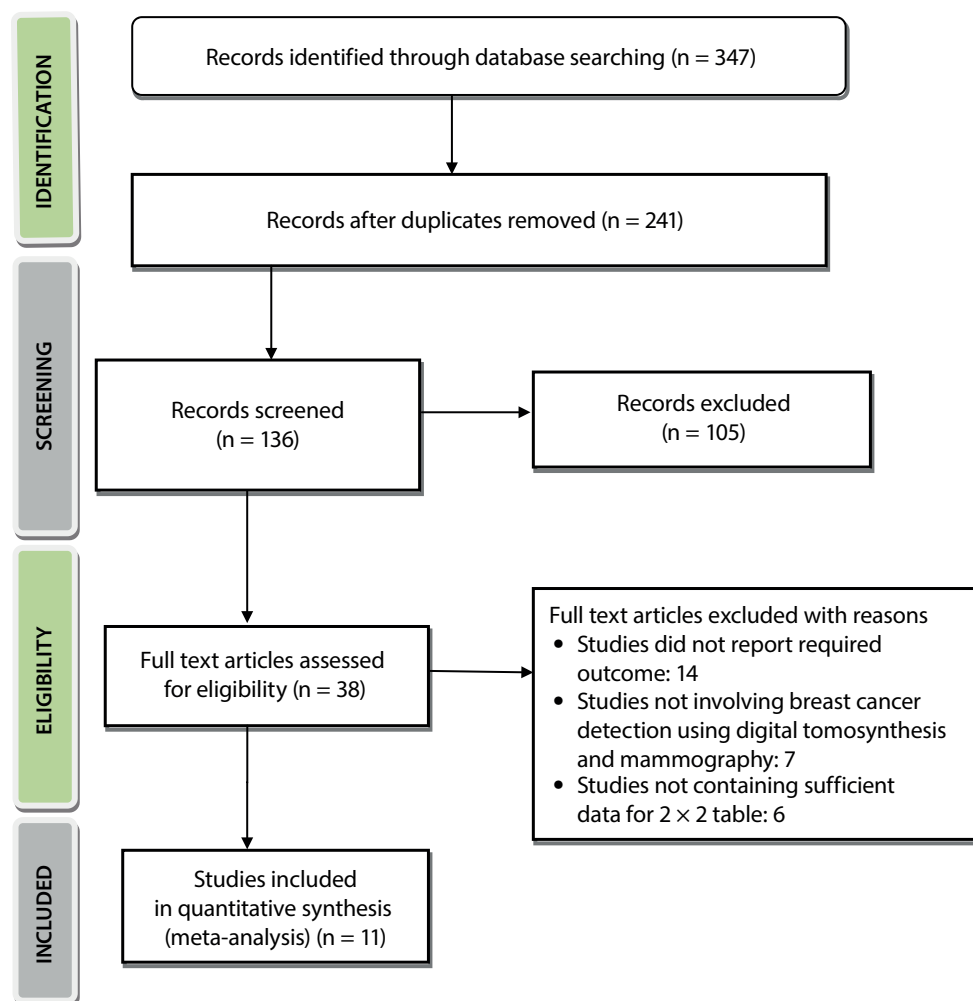 IDENTIFICATION
Records identified through database searching (n = 347)
Records after duplicates removed (n = 241)
SCREENING
Records screened
(n = 136)
Records excluded
(n = 105)
ELIGIBILITY
Full text articles assessed
for eligibility (n = 38)
Full text articles excluded with reasons
• Studies did not report required
outcome: 14
• Studies not involving breast cancer
detection using digital tomosynthesis
and mammography: 7
• Studies not containing sufficient
data for 2 × 2 table: 6
INCLUDED
Studies included
in quantitative synthesis
(meta-analysis) (n = 11)